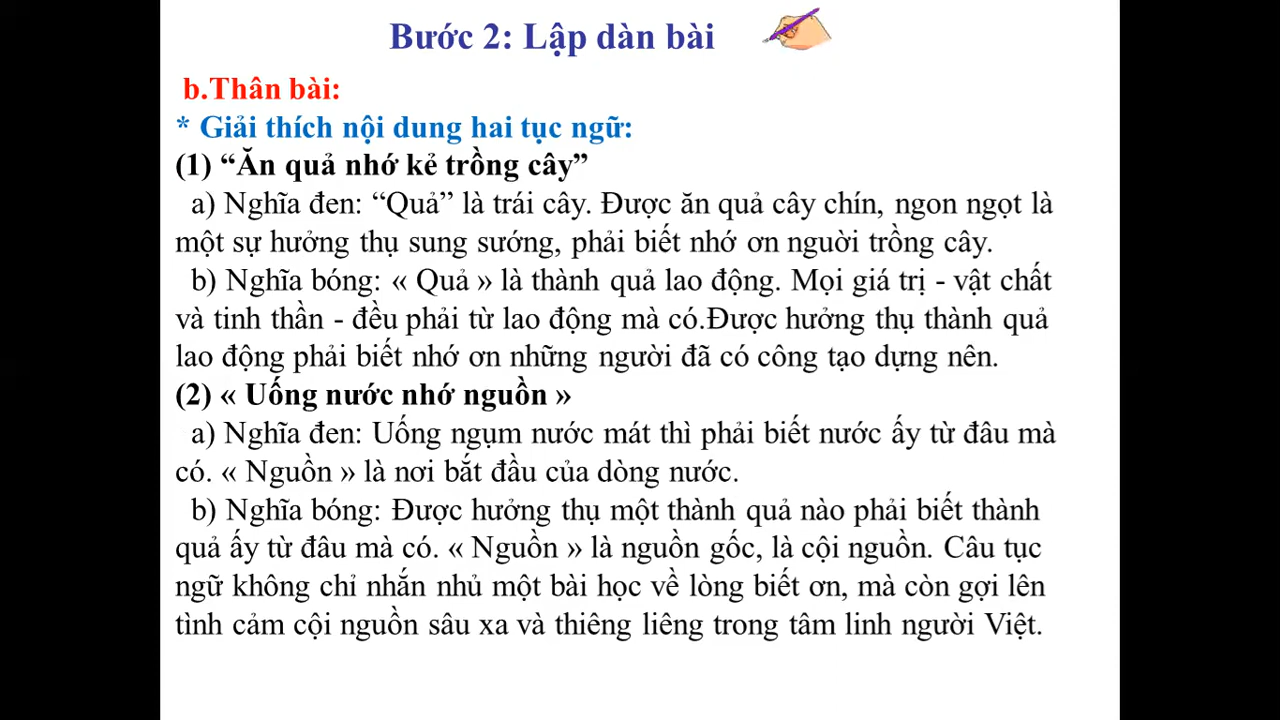 Bước 2: Lập dàn bài
b.Thân bài:
* Giải thích nội dung hai tục ngữ:
(1) “Ăn quả nhớ kẻ trồng cây”
a) Nghĩa đen: “Quả” là trái cây. Được ăn quả cây chín, ngon ngọt là
một sự hưởng thụ sung sướng, phải biết nhớ ơn nguời trồng cây.
b) Nghĩa bóng: « Quả » là thành quả lao động. Mọi giá trị - vật chất
và tinh thần - đều phải từ lao động mà có.Được hưởng thụ thành quả
lao động phải biết nhớ ơn những người đã có công tạo dựng nên.
(2) « Uống nước nhớ nguồn »
a) Nghĩa đen: Uống ngụm nước mát thì phải biết nước ấy từ đâu mà
có. « Nguồn » là nơi bắt đầu của dòng nước.
b) Nghĩa bóng: Được hưởng thụ một thành quả nào phải biết thành
quả ấy từ đâu mà có. « Nguồn » là nguồn gốc, là cội nguồn. Câu tục
ngữ không chỉ nhắn nhủ một bài học về lòng biết ơn, mà còn gợi lên
tình cảm cội nguồn sâu xa và thiêng liêng trong tâm linh người Việt.